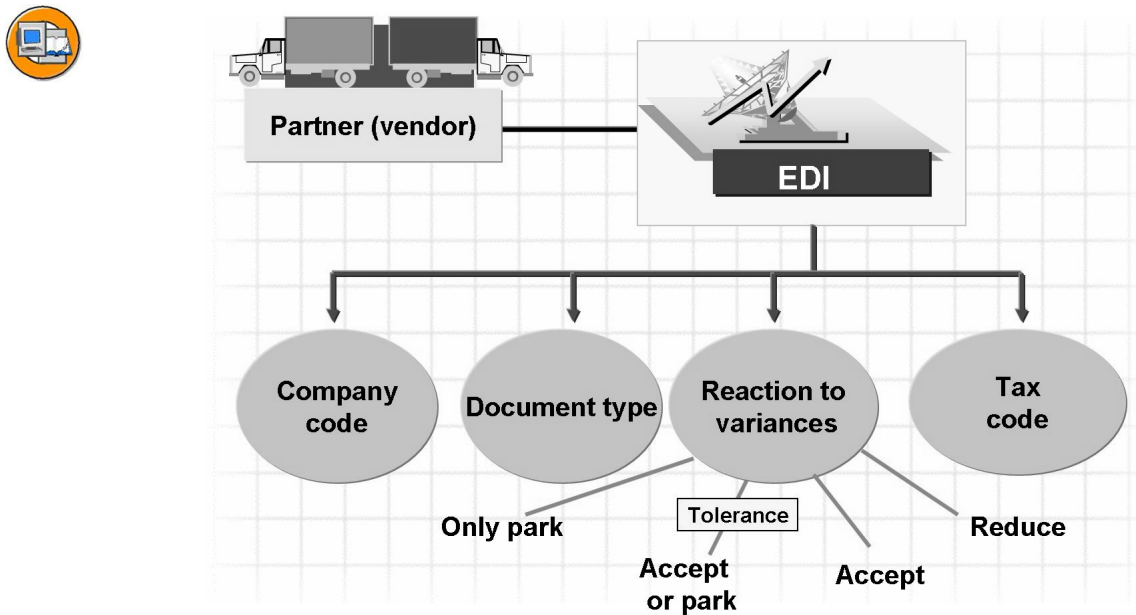 Partner (vendor)
EDI
Company
code
Document type
Reaction to
variances
Tax
code
Only park
Tolerance
Accept
or park
Accept
Reduce